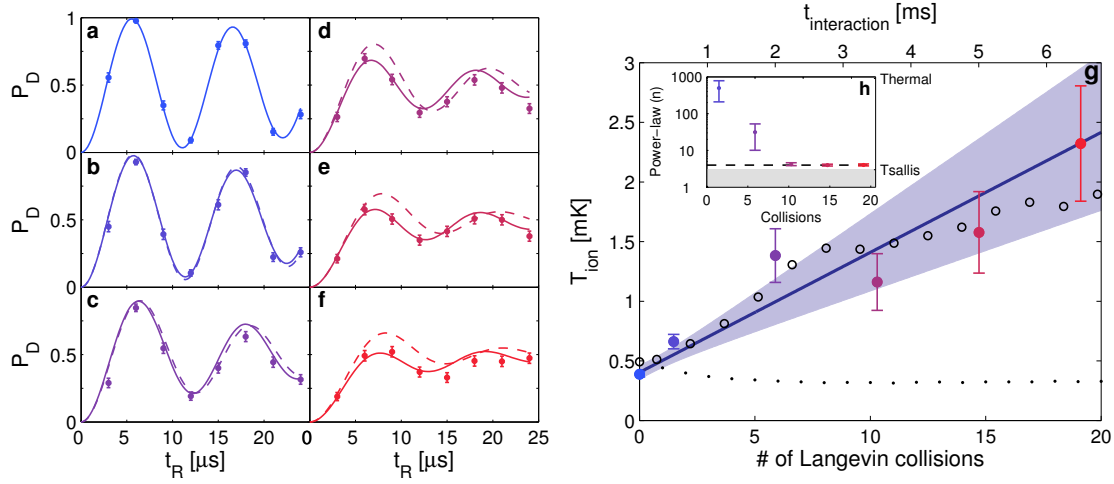 a
P_D
1
0.5
0
b
P_D
0.5
0
c
P_D
0.5
0
0 5 10 15 20
t_R [μs]
d
e
f
0 5 10 15 20 25
t_R [μs]
t_interaction [ms]
1 2 3 4 5 6
g
T_ion [mK]
3
2.5
2
1.5
1
0.5
0
0 5 10 15 20
# of Langevin collisions
h
Power-law (n)
1000
100
10
1
0 5 10 15 20
Collisions
Thermal
Tsallis